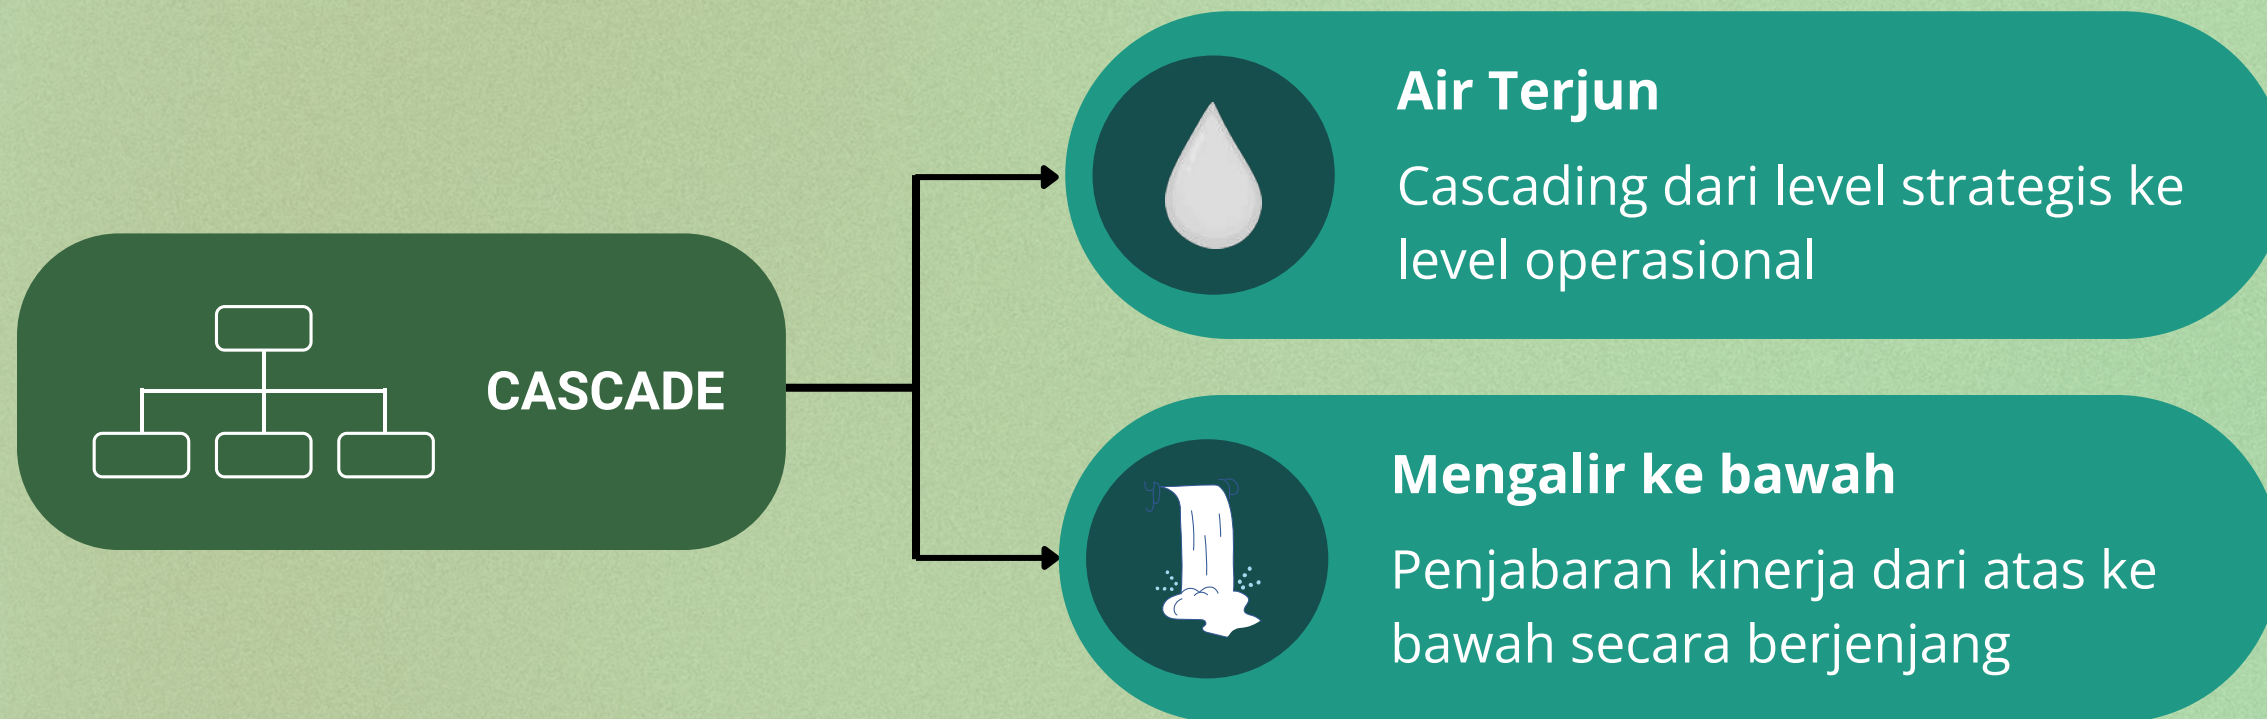 CASCADE
Air Terjun
Cascading dari level strategis ke
level operasional
Mengalir ke bawah
Penjabaran kinerja dari atas ke
bawah secara berjenjang